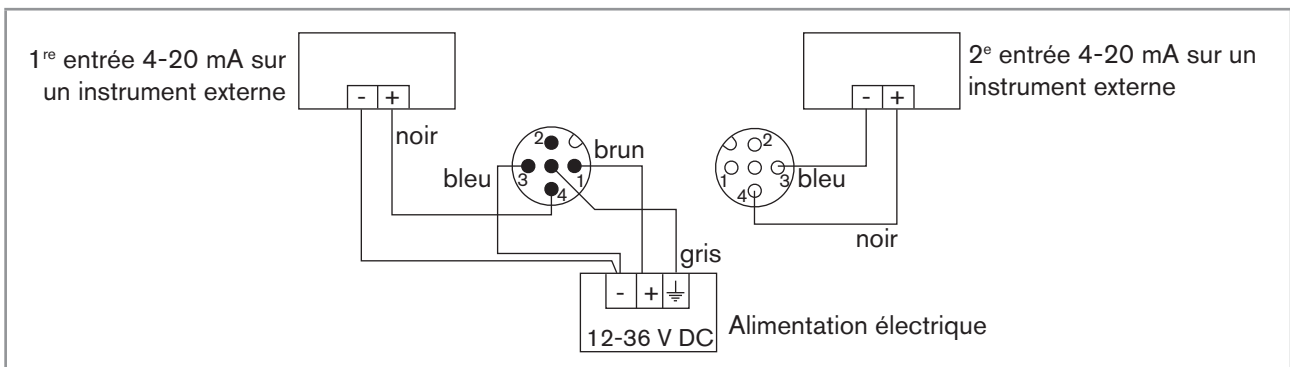 1re entrée 4-20 mA sur
un instrument externe
- +
noir
bleu
2
3
1
4
brun
gris
- +
12-36 V DC
Alimentation électrique
2e entrée 4-20 mA sur un
instrument externe
- +
2
1
3
4
bleu
noir